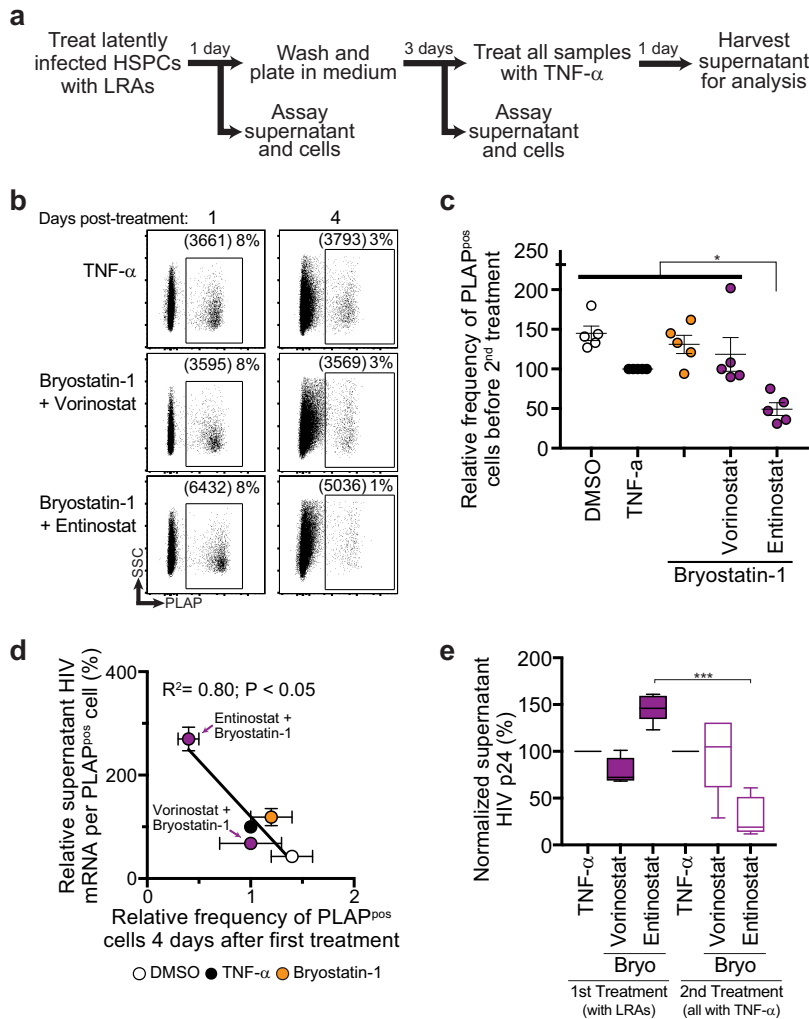 a
Treat latently
infected HSPCs
with LRAs
1 day
Wash and
plate in medium
3 days
Treat all samples
with TNF-α
1 day
Harvest
supernatant
for analysis
Assay
supernatant
and cells
Assay
supernatant
and cells
b
Days post-treatment: 1 4
TNF-α
(3661) 8%
(3793) 3%
Bryostatin-1
+ Vorinostat
(3595) 8%
(3569) 3%
Bryostatin-1
+ Entinostat
(6432) 8%
(5036) 1%
SSC
PLAP
c
Relative frequency of PLAPpos
cells before 2nd treatment
250
200
150
100
50
0
*
DMSO
TNF-a
Vorinostat
Entinostat
Bryostatin-1
d
Relative supernatant HIV
mRNA per PLAPpos cell (%)
400
200
0
R2= 0.80; P < 0.05
Entinostat +
Bryostatin-1
Vorinostat +
Bryostatin-1
0 1 2
Relative frequency of PLAPpos
cells 4 days after first treatment
DMSO TNF-α Bryostatin-1
e
Normalized supernatant
HIV p24 (%)
200
150
100
50
0
***
TNF-α
Vorinostat
Entinostat
TNF-α
Vorinostat
Entinostat
Bryo Bryo
1st Treatment
(with LRAs)
2nd Treatment
(all with TNF-α)